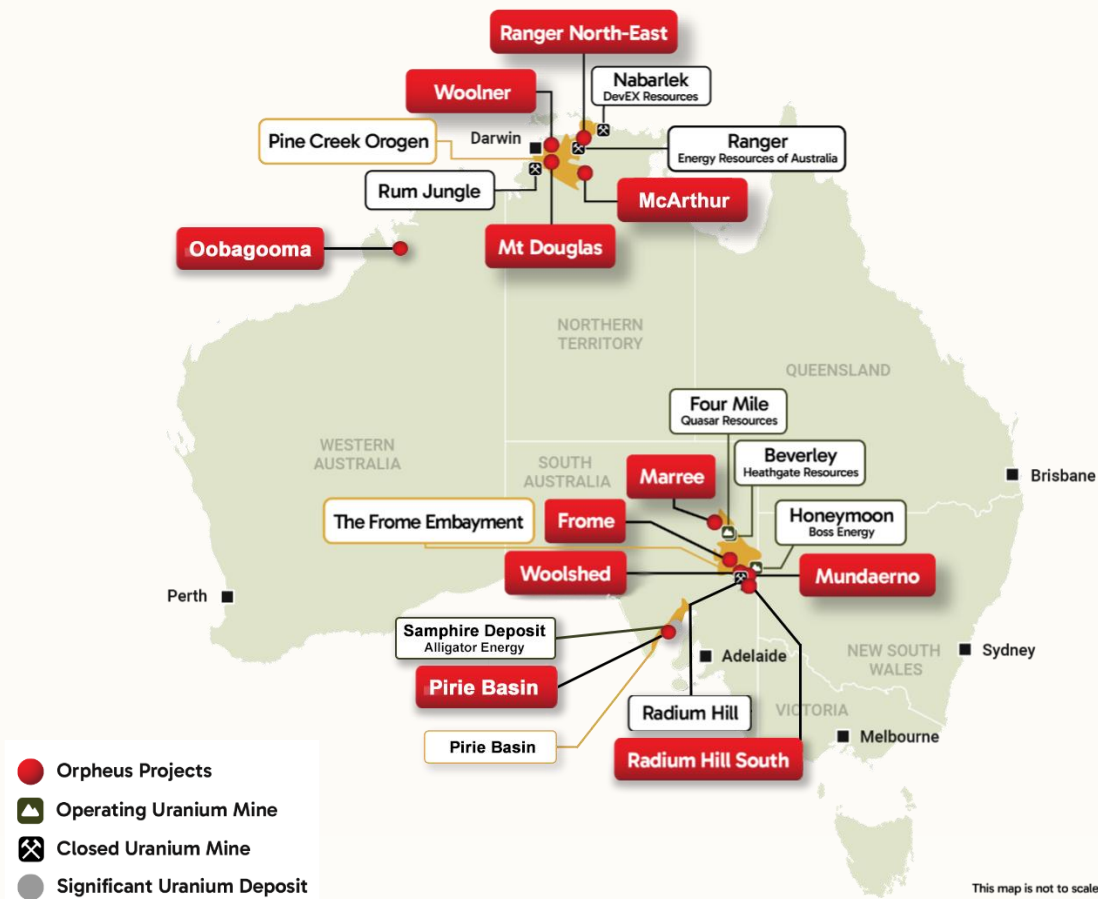 Ranger North-East
Woolner
Nabarlek
DevEX Resources
Pine Creek Orogen
Darwin
Ranger
Energy Resources of Australia
Rum Jungle
McArthur
Oobagooma
Mt Douglas
NORTHERN
TERRITORY
QUEENSLAND
Four Mile
Quasar Resources
WESTERN
AUSTRALIA
SOUTH
AUSTRALIA
Marree
Beverley
Heathgate Resources
Brisbane
The Frome Embayment
Frome
Honeymoon
Boss Energy
Woolshed
Mundaerno
Perth
Samphire Deposit
Alligator Energy
Adelaide
NEW SOUTH
WALES
Sydney
Pirie Basin
Radium Hill
VICTORIA
Pirie Basin
Melbourne
Radium Hill South
Orpheus Projects
Operating Uranium Mine
Closed Uranium Mine
Significant Uranium Deposit
This map is not to scale